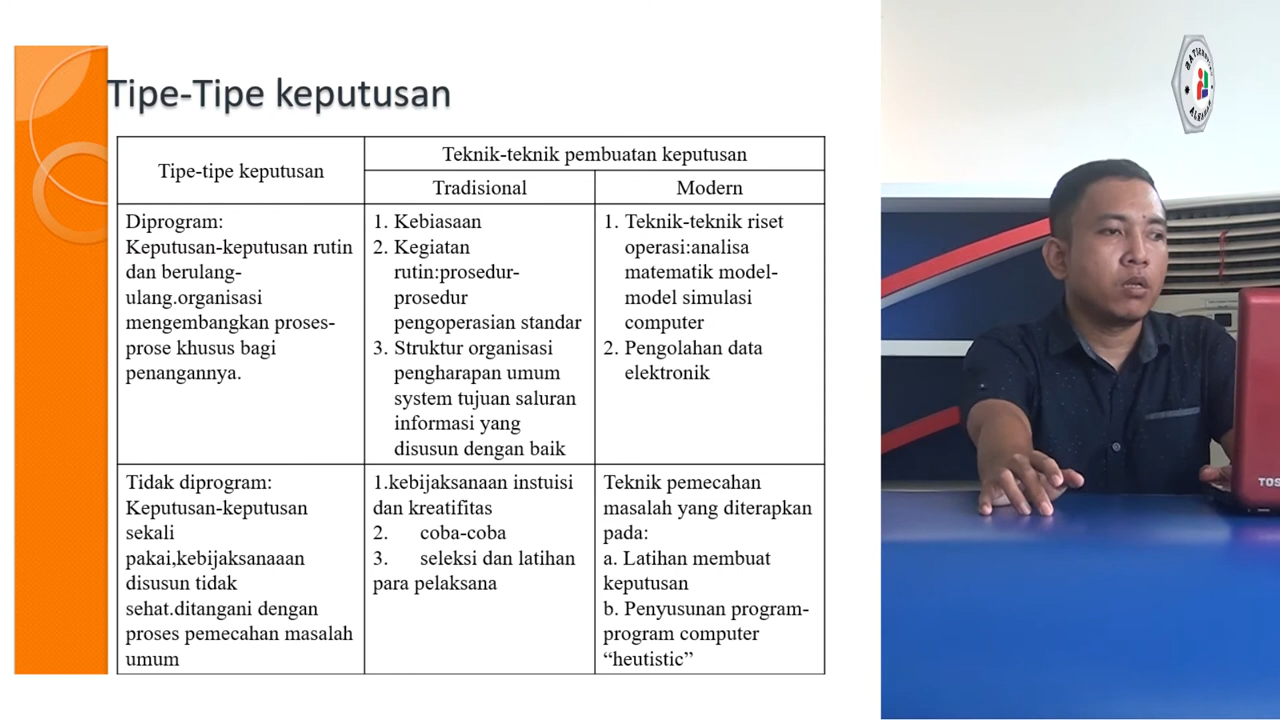 Tipe-Tipe keputusan
Tipe-tipe keputusan
Teknik-teknik pembuatan keputusan
Tradisional
Modern
Diprogram:
Keputusan-keputusan rutin
dan berulang-
ulang.organisasi
mengembangkan proses-
prose khusus bagi
penangannya.
1. Kebiasaan
2. Kegiatan
rutin:prosedur-
prosedur
pengoperasian standar
3. Struktur organisasi
pengharapan umum
system tujuan saluran
informasi yang
disusun dengan baik
1. Teknik-teknik riset
operasi:analisa
matematik model-
model simulasi
computer
2. Pengolahan data
elektronik
Tidak diprogram:
Keputusan-keputusan
sekali
pakai,kebijaksanaaan
disusun tidak
sehat.ditangani dengan
proses pemecahan masalah
umum
1.kebijaksanaan instuisi
dan kreatifitas
2. coba-coba
3. seleksi dan latihan
para pelaksana
Teknik pemecahan
masalah yang diterapkan
pada:
a. Latihan membuat
keputusan
b. Penyusunan program-
program computer
“heutistic”
TOS